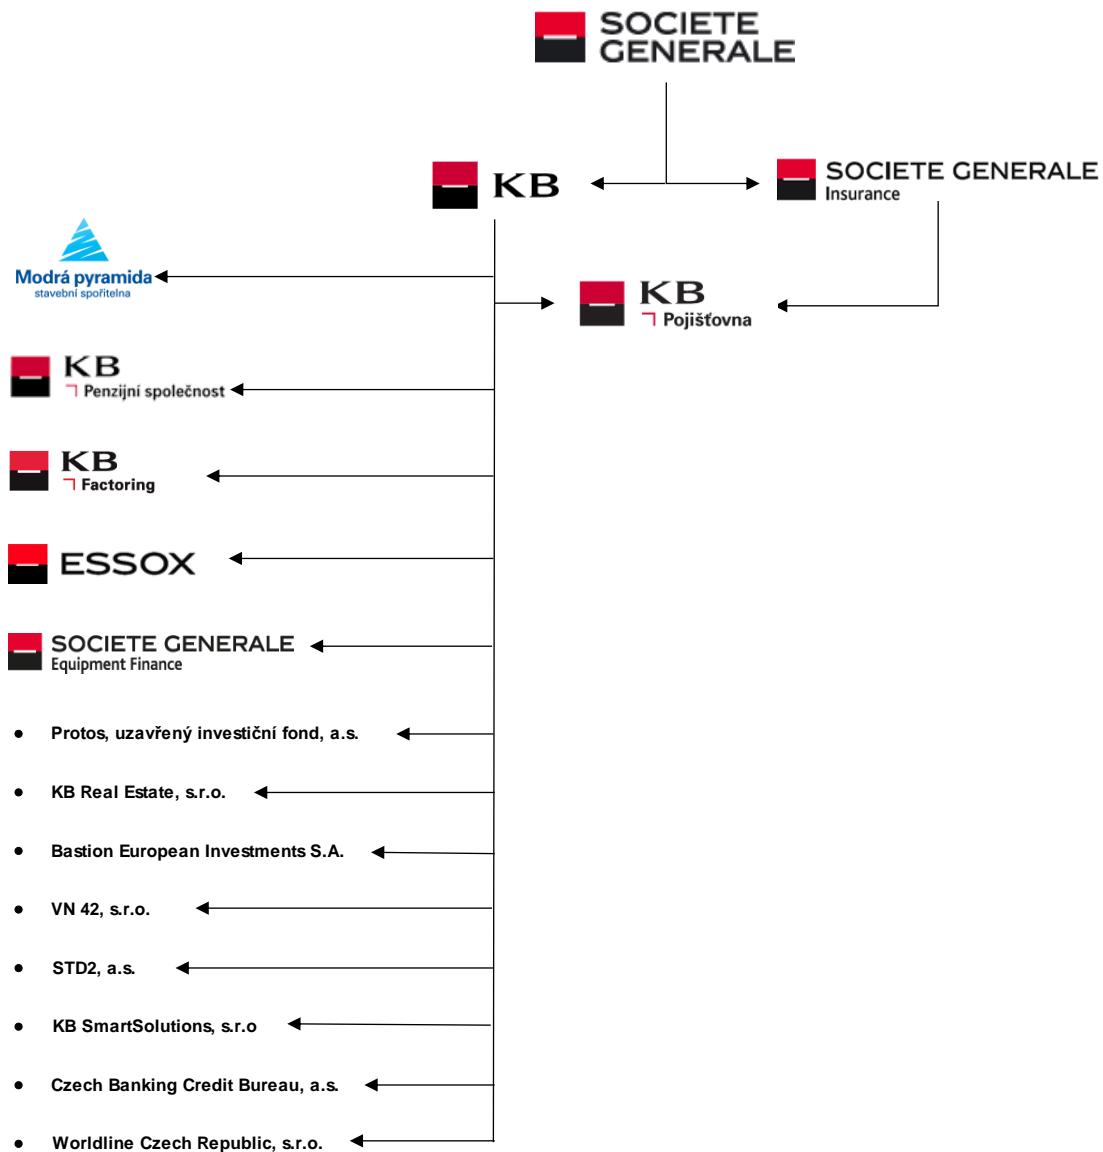 SOCIETE
GENERALE
KB
SOCIETE GENERALE
Insurance
Modrá pyramida
stavební spořitelna
KB
Pojišťovna
KB
Penzijní společnost
KB
Factoring
ESSOX
SOCIETE GENERALE
Equipment Finance
• Protos, uzavřený investiční fond, a.s.
• KB Real Estate, s.r.o.
• Bastion European Investments S.A.
• VN 42, s.r.o.
• STD2, a.s.
• KB SmartSolutions, s.r.o
• Czech Banking Credit Bureau, a.s.
• Worldline Czech Republic, s.r.o.